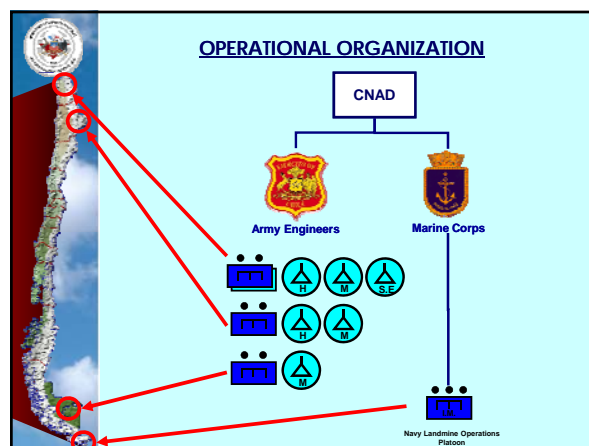 OPERATIONAL ORGANIZATION
CNAD
Army Engineers
Marine Corps
H
M
S.E
H
M
M
Navy Landmine Operations
Platoon